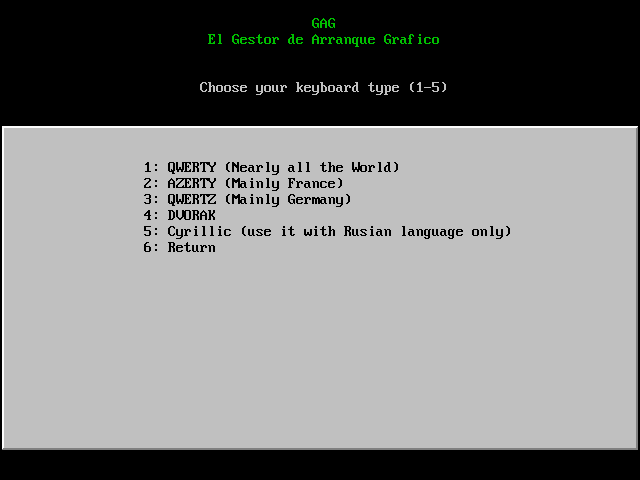 GAG
El Gestor de Arranque Grafico
Choose your keyboard type (1-5)
1: QWERTY (Nearly all the World)
2: AZERTY (Mainly France)
3: QWERTZ (Mainly Germany)
4: DVORAK
5: Cyrillic (use it with Rusian language only)
6: Return